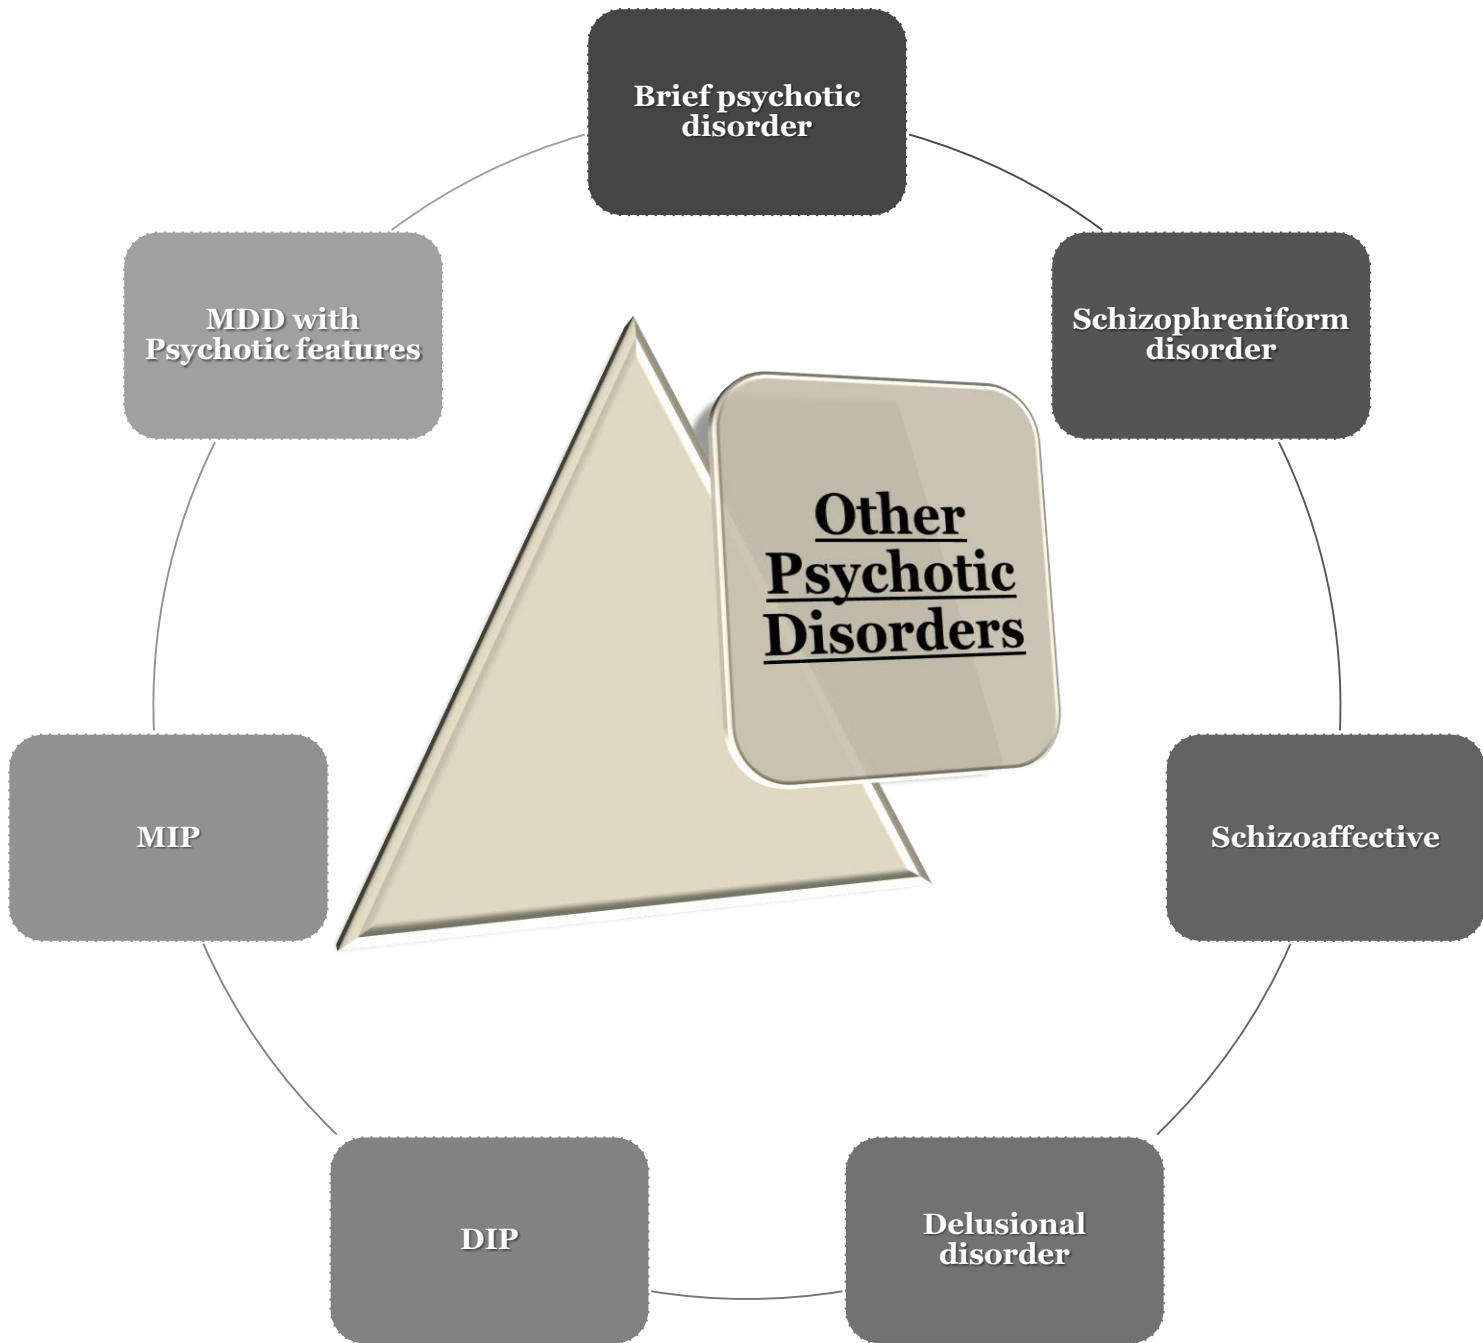 Brief psychotic
disorder
MDD with
Psychotic features
Schizophreniform
disorder
Other
Psychotic
Disorders
MIP
Schizoaffective
DIP
Delusional
disorder